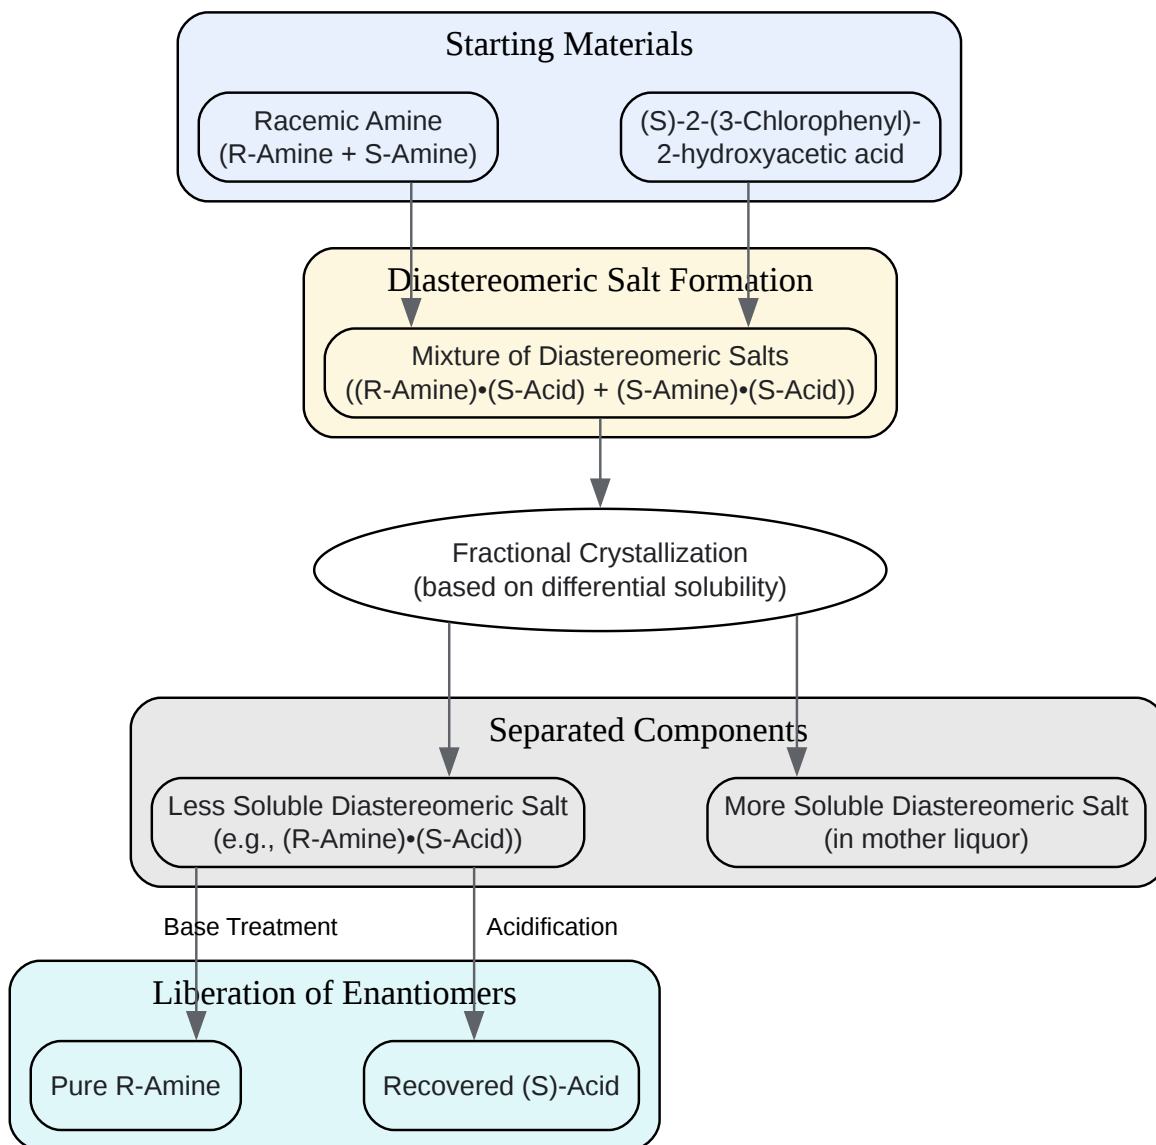 Starting Materials
Racemic Amine
(R-Amine + S-Amine)
(S)-2-(3-Chlorophenyl)-
2-hydroxyacetic acid
Diastereomeric Salt Formation
Mixture of Diastereomeric Salts
((R-Amine)•(S-Acid) + (S-Amine)•(S-Acid))
Fractional Crystallization
(based on differential solubility)
Separated Components
Less Soluble Diastereomeric Salt
(e.g., (R-Amine)•(S-Acid))
More Soluble Diastereomeric Salt
(in mother liquor)
Base Treatment
Acidification
Liberation of Enantiomers
Pure R-Amine
Recovered (S)-Acid